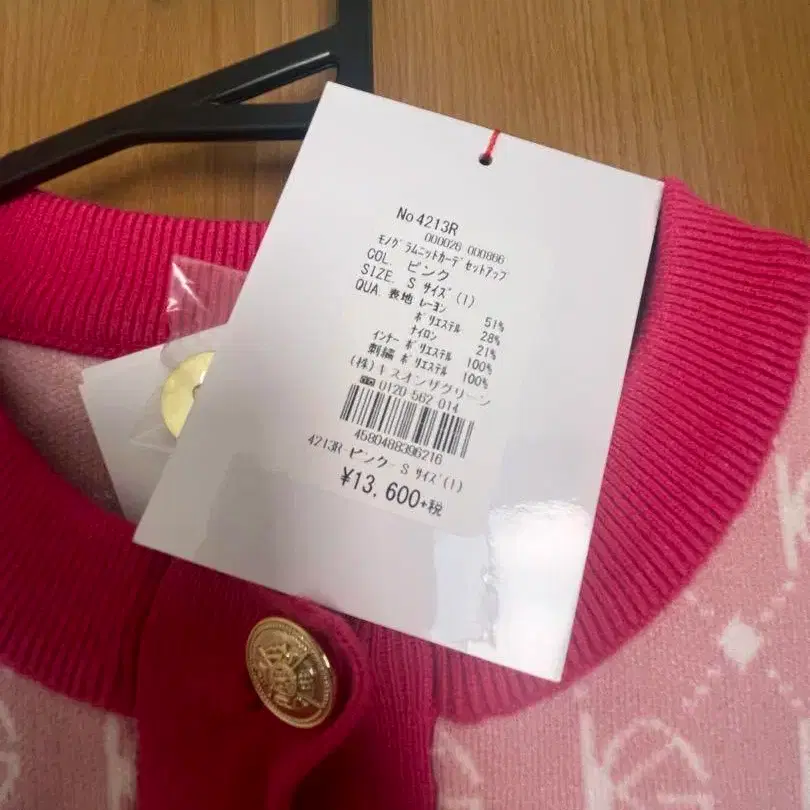 No 4213R
000026 000866
モノグラムニットカーデセットアップ
COL. ピンク
SIZE. S サイズ(1)
QUA. 表地 レーヨン 51%
ポリエステル 28%
ナイロン 21%
インナー ポリエステル 100%
刺繍 ポリエステル 100%
(株)キスオンザグリーン
0120-562-014
4580488396216
4213R-ピンク-S サイズ(1)
¥13,600+税